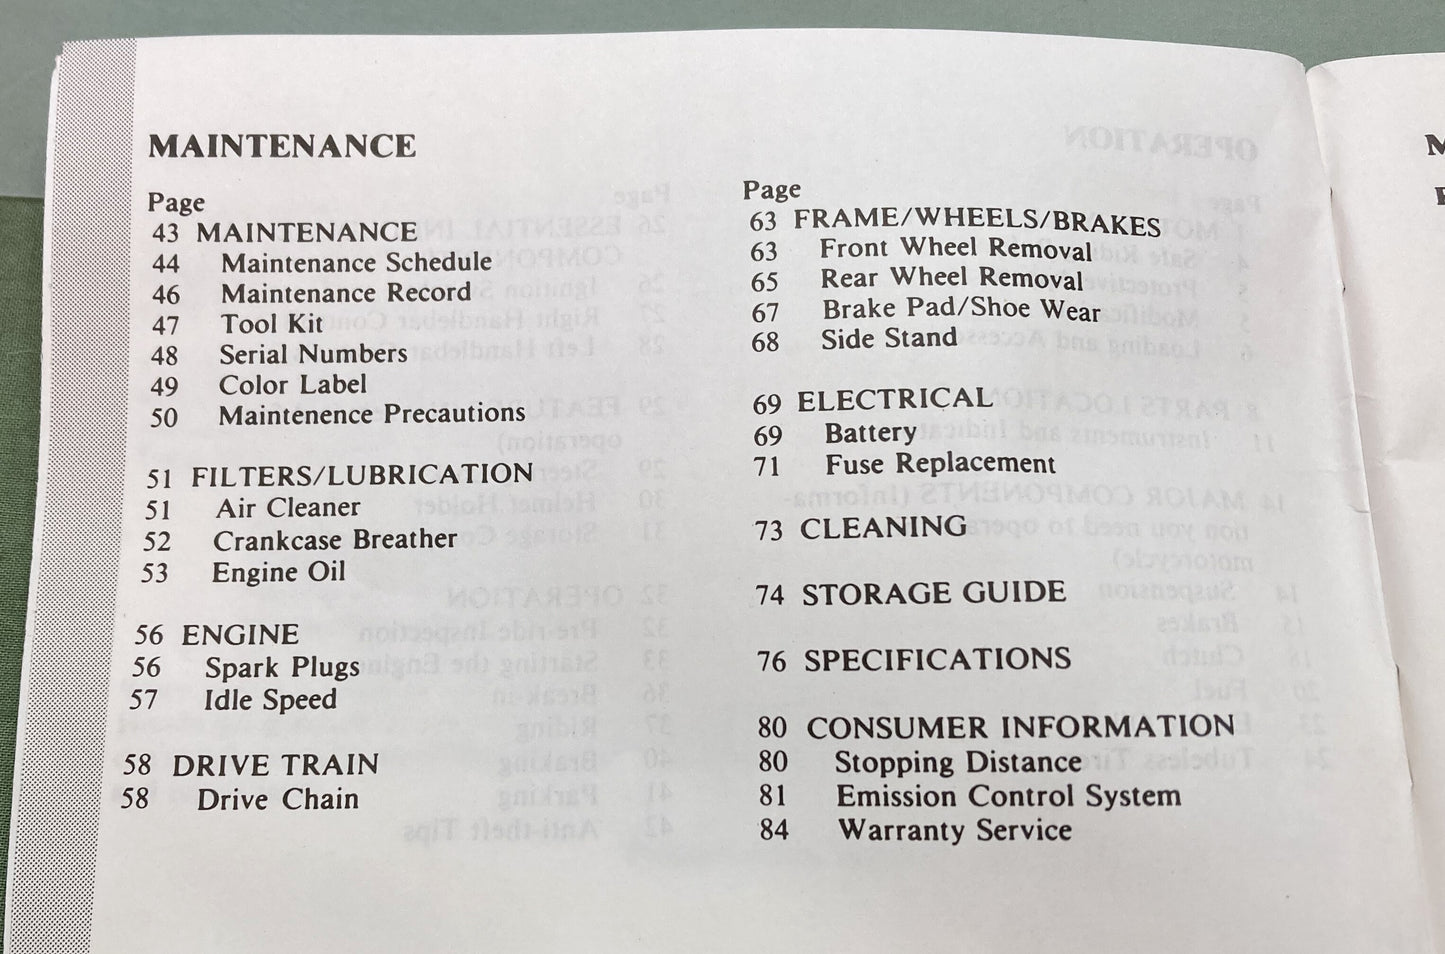 MAINTENANCE
Page
43 MAINTENANCE
44 Maintenance Schedule
46 Maintenance Record
47 Tool Kit
48 Serial Numbers
49 Color Label
50 Maintenence Precautions
51 FILTERS/LUBRICATION
51 Air Cleaner
52 Crankcase Breather
53 Engine Oil
56 ENGINE
56 Spark Plugs
57 Idle Speed
58 DRIVE TRAIN
58 Drive Chain
Page
63 FRAME/WHEELS/BRAKES
63 Front Wheel Removal
65 Rear Wheel Removal
67 Brake Pad/Shoe Wear
68 Side Stand
69 ELECTRICAL
69 Battery
71 Fuse Replacement
73 CLEANING
74 STORAGE GUIDE
76 SPECIFICATIONS
80 CONSUMER INFORMATION
80 Stopping Distance
81 Emission Control System
84 Warranty Service